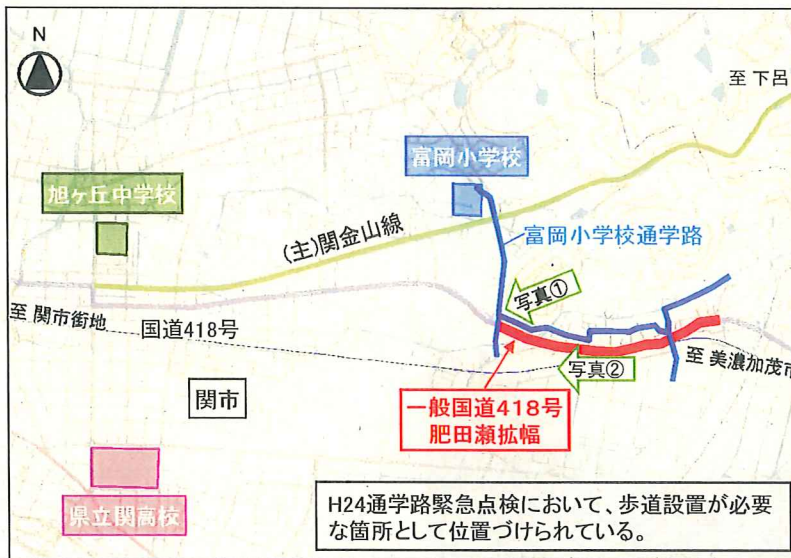 N
至 下呂
富岡小学校
旭ヶ丘中学校
(主)関金山線
富岡小学校通学路
写真①
至 関市街地
国道418号
至 美濃加茂市
写真②
関市
一般国道418号
肥田瀬拡幅
県立関高校
H24通学路緊急点検において、歩道設置が必要
な箇所として位置づけられている。